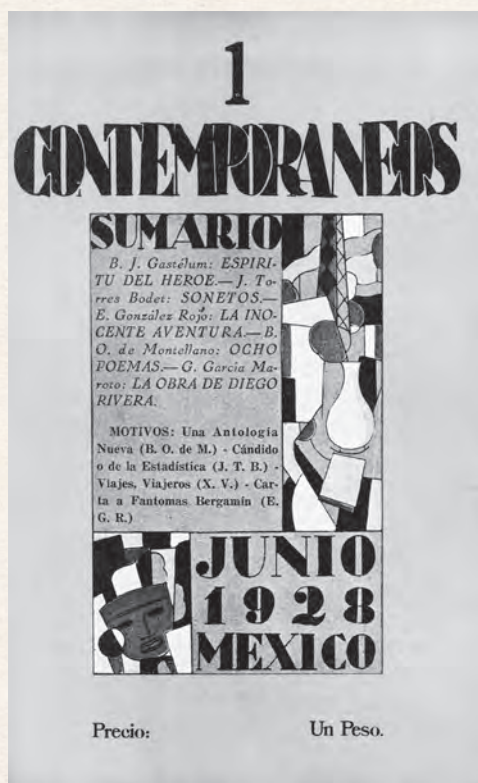 1
CONTEMPORANEOS
SUMARIO
B. J. Gastélum: ESPIRI-
TU DEL HEROE.— J. To-
rres Bodet: SONETOS.—
E. González Rojo: LA INO-
CENTE AVENTURA.— B.
O. de Montellano: OCHO
POEMAS.— G. García Ma-
roto: LA OBRA DE DIEGO
RIVERA.
MOTIVOS: Una Antología
Nueva (B. O. de M.) - Cándido
o de la Estadística (J. T. B.) -
Viajes, Viajeros (X. V.) - Car-
ta a Fantomas Bergamín (E.
G. R.)
JUNIO
1928
MEXICO
Precio: Un Peso.